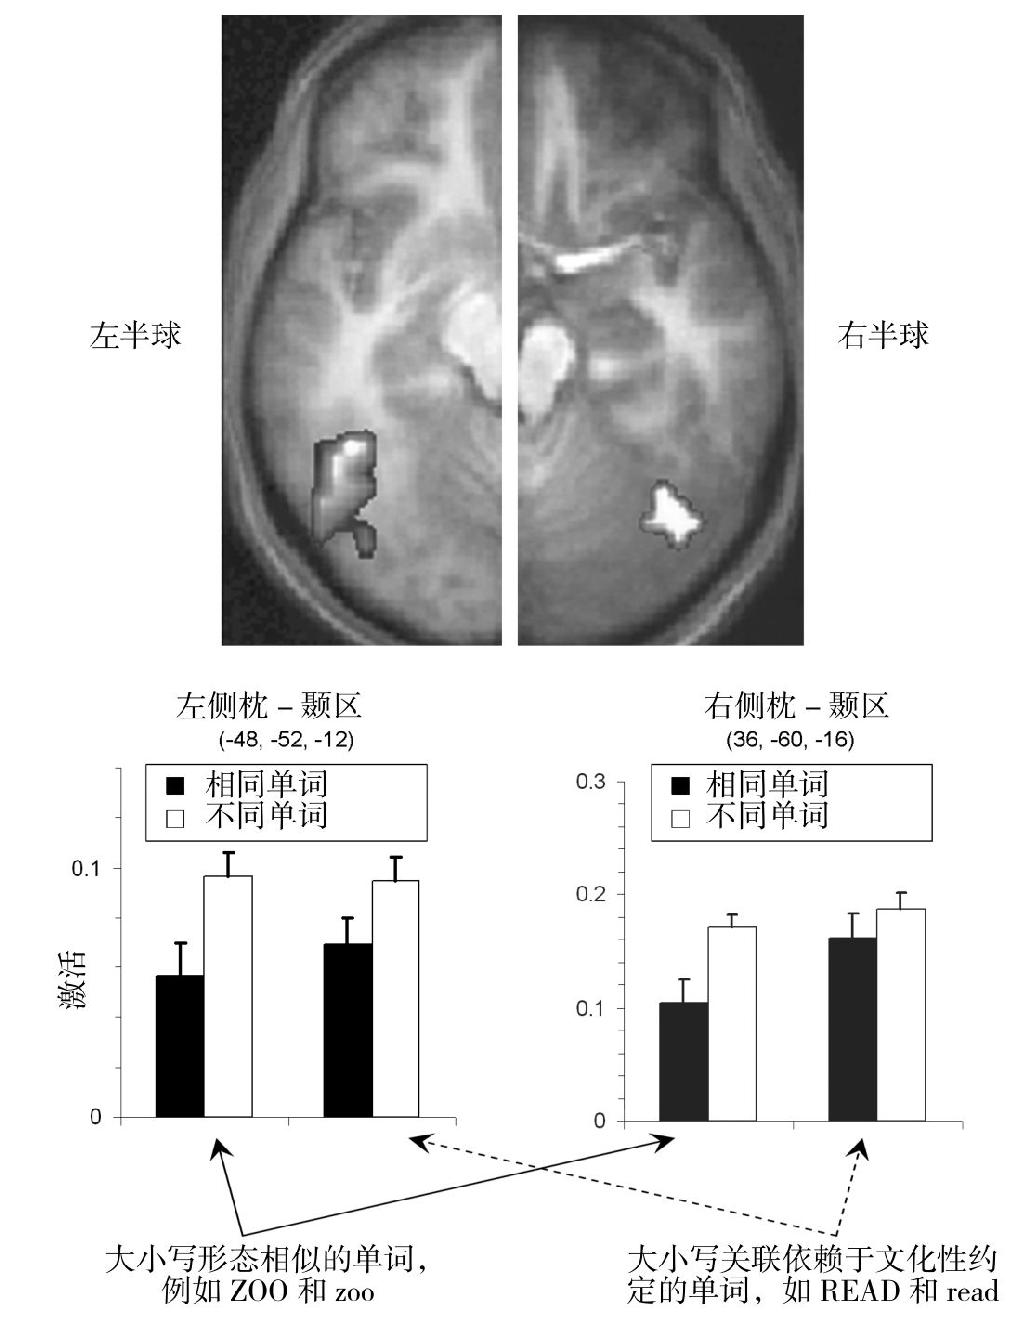 左半球
右半球
左侧枕 – 颞区
(-48, -52, -12)
相同单词
不同单词
0.1
激活
0
右侧枕 – 颞区
(36, -60, -16)
0.3
相同单词
不同单词
0.2
0.1
0
大小写形态相似的单词，
例如 ZOO 和 zoo
大小写关联依赖于文化性约
定的单词，如 READ 和 read